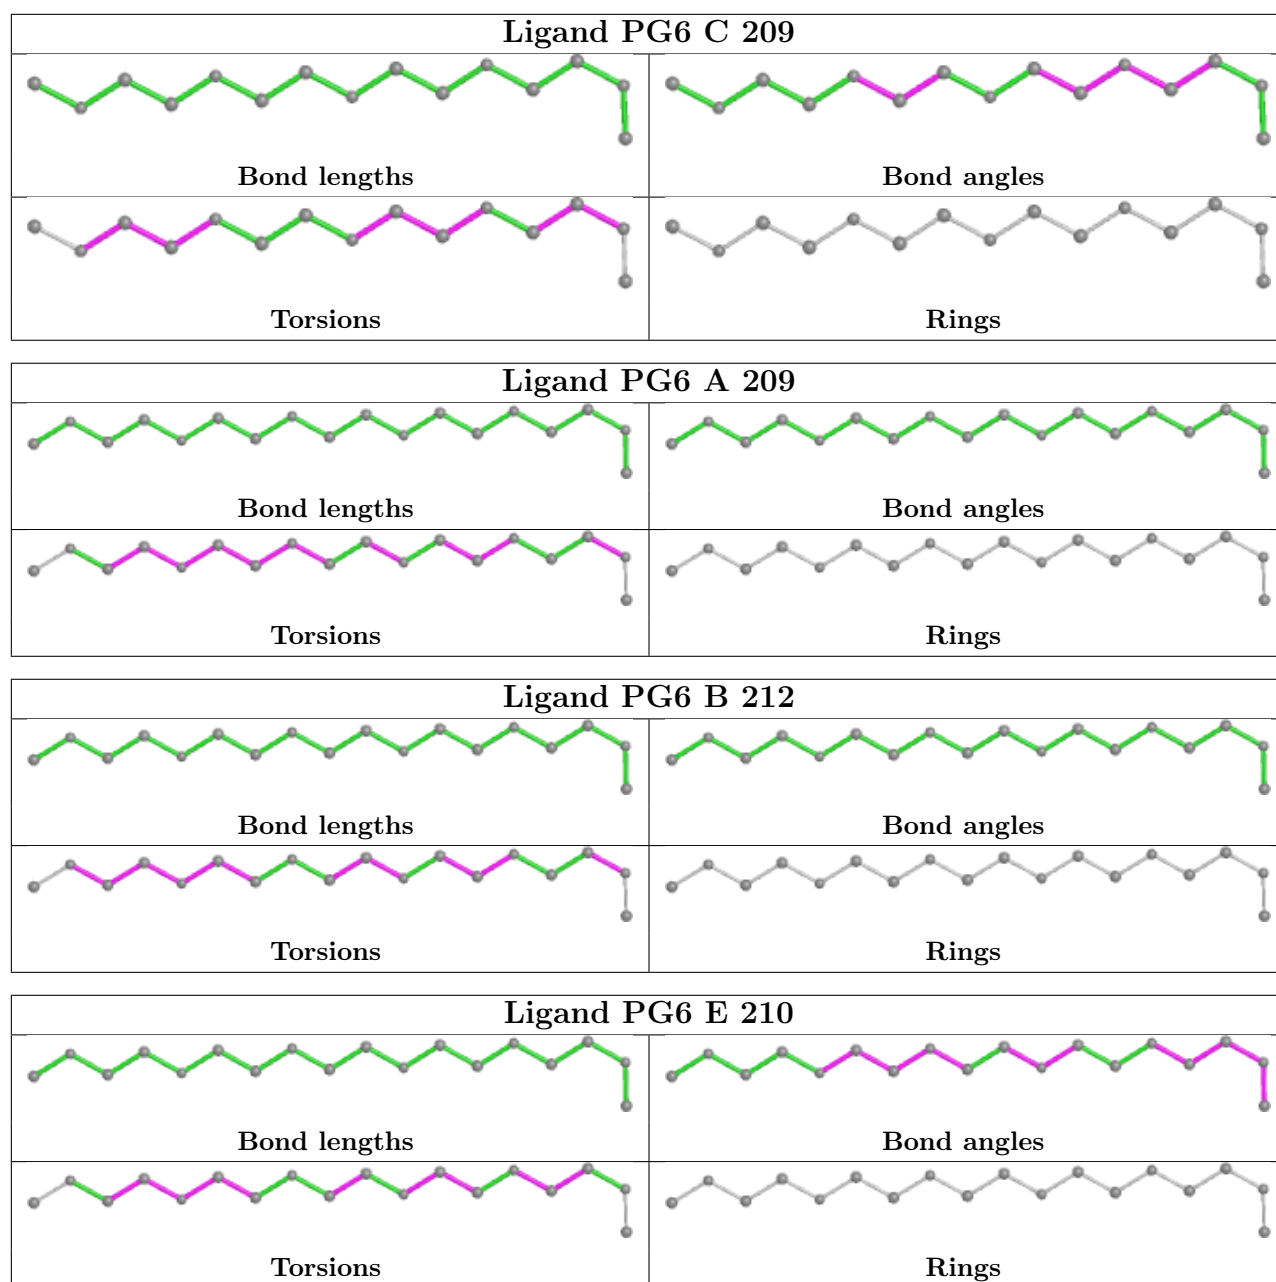 Ligand PG6 C 209
Bond lengths
Bond angles
Torsions
Rings
Ligand PG6 A 209
Bond lengths
Bond angles
Torsions
Rings
Ligand PG6 B 212
Bond lengths
Bond angles
Torsions
Rings
Ligand PG6 E 210
Bond lengths
Bond angles
Torsions
Rings